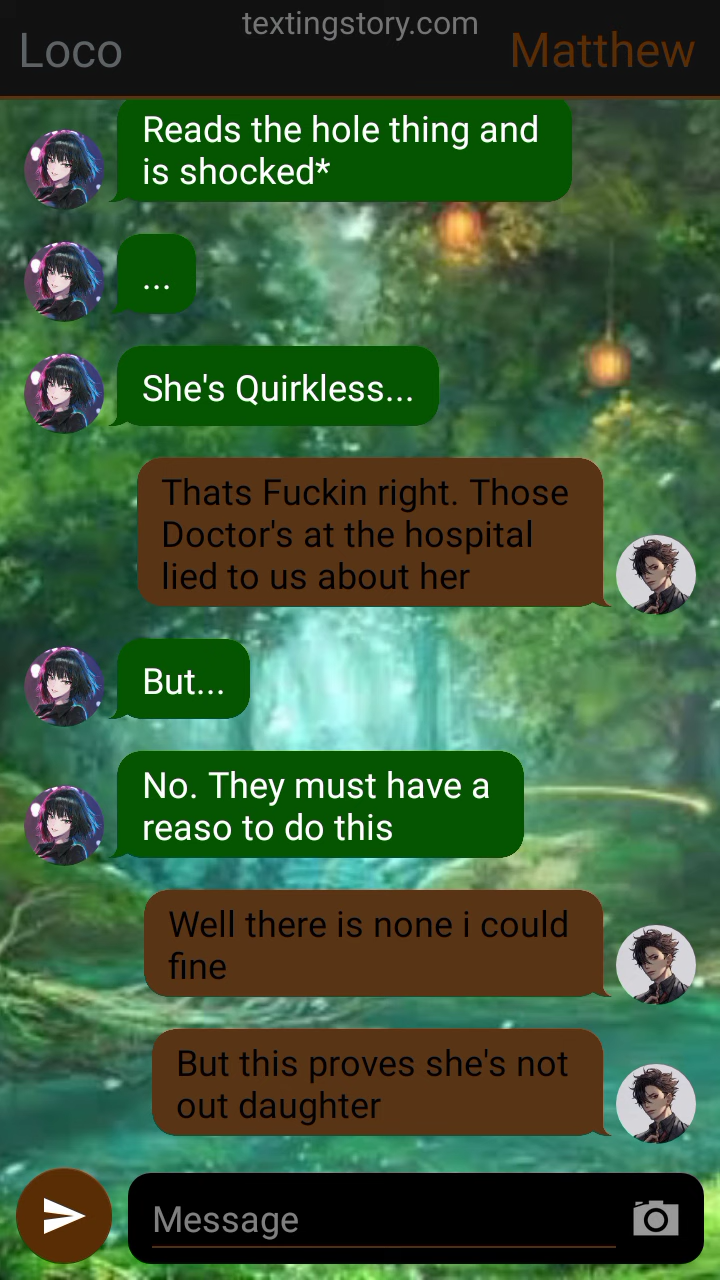 textingstory.com
Loco
Matthew
Reads the hole thing and
is shocked*
...
She's Quirkless...
Thats Fuckin right. Those
Doctor's at the hospital
lied to us about her
But...
No. They must have a
reaso to do this
Well there is none i could
fine
But this proves she's not
out daughter
Message